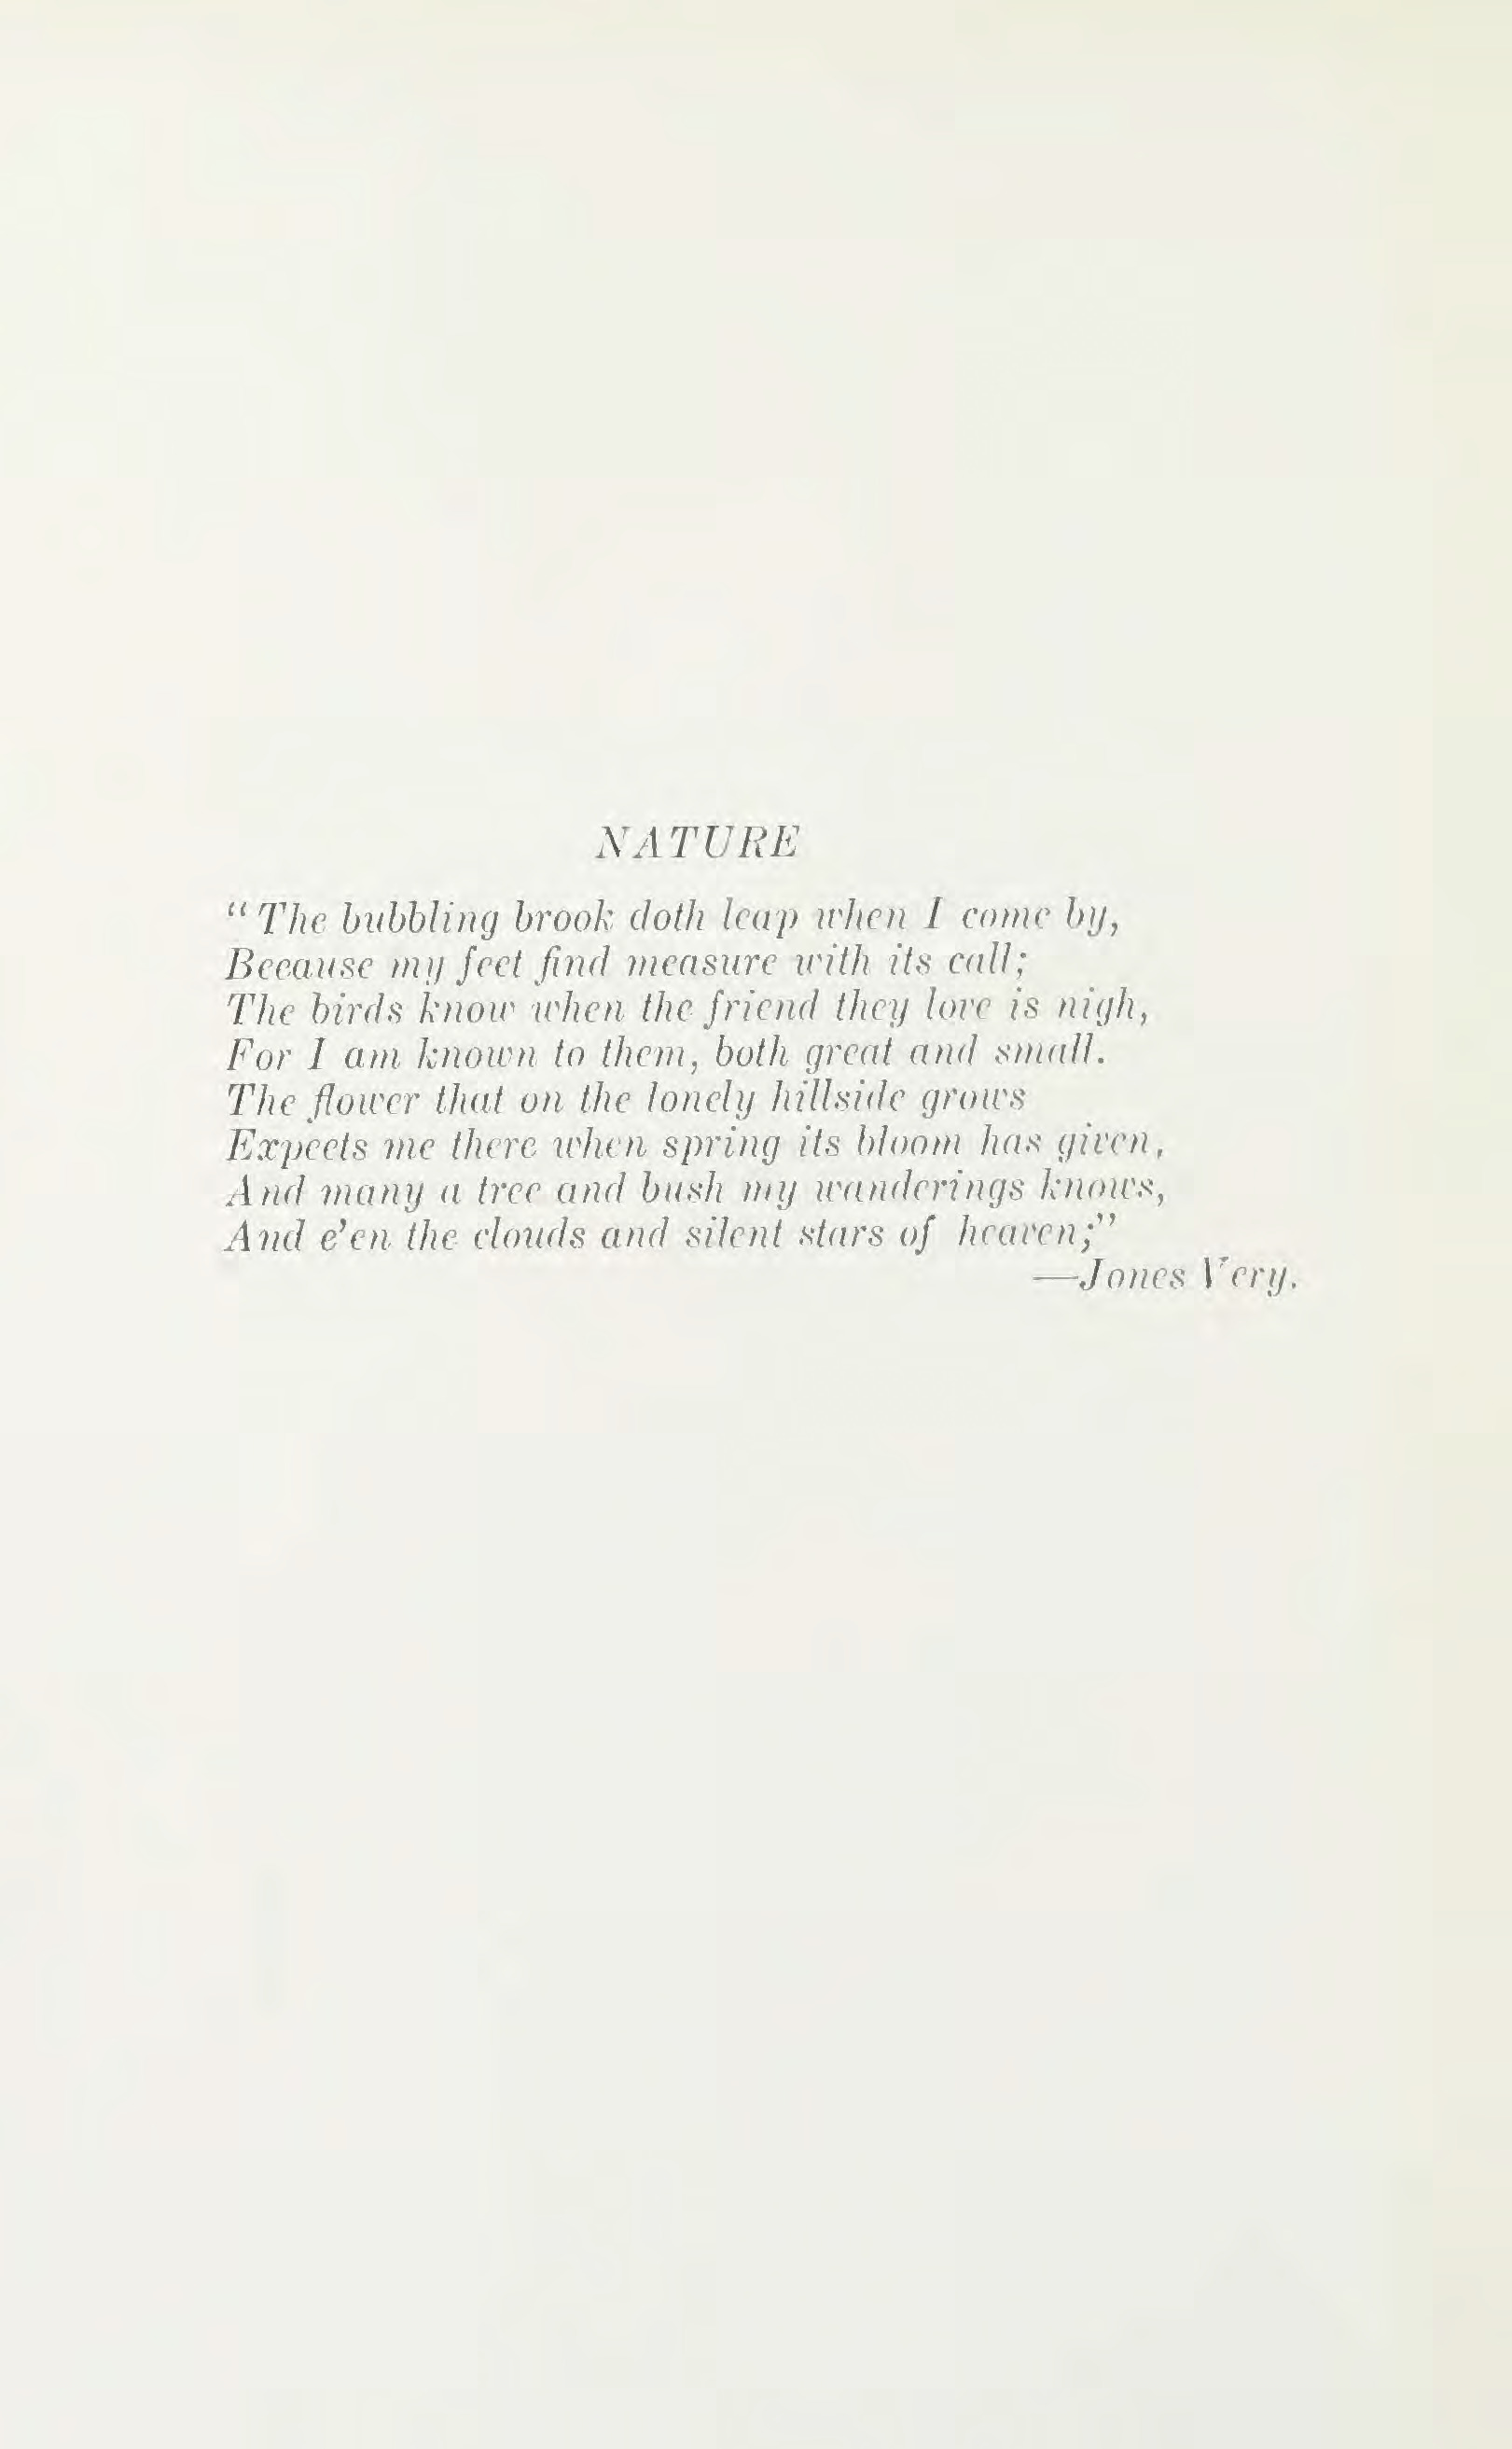 NATURE
“The bubbling brook doth leap when I come by,
Because my feet find measure with its call;
The birds know when the friend they love is nigh,
For I am known to them, both great and small.
The flower that on the lonely hillside grows
Expects me there when spring its bloom has given,
And many a tree and bush my wanderings knows,
And e’en the clouds and silent stars of heaven;”
—Jones Very.